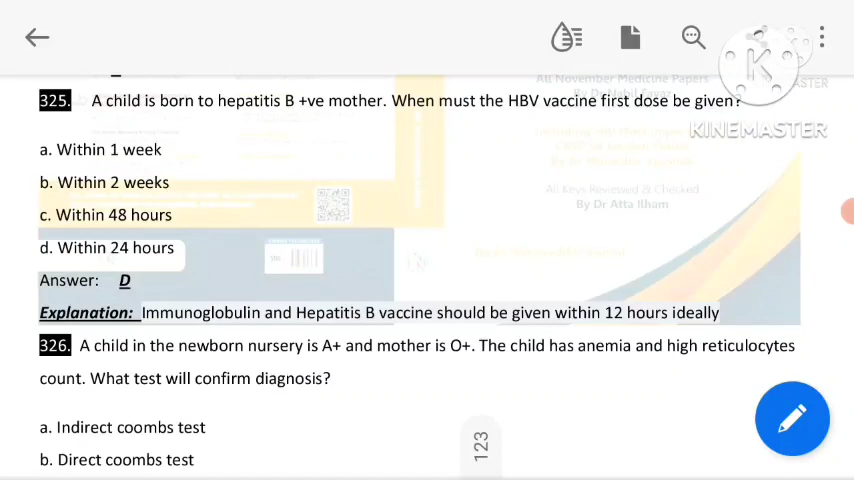 All November Medicine Papers
By Dr Nabil Fayaz
325. A child is born to hepatitis B +ve mother. When must the HBV vaccine first dose be given?
KINEMASTER
a. Within 1 week
b. Within 2 weeks
All Keys Reviewed & Checked
By Dr Atta Ilham
c. Within 48 hours
d. Within 24 hours
Answer: D
Explanation: Immunoglobulin and Hepatitis B vaccine should be given within 12 hours ideally
326. A child in the newborn nursery is A+ and mother is O+. The child has anemia and high reticulocytes
count. What test will confirm diagnosis?
a. Indirect coombs test
b. Direct coombs test
123